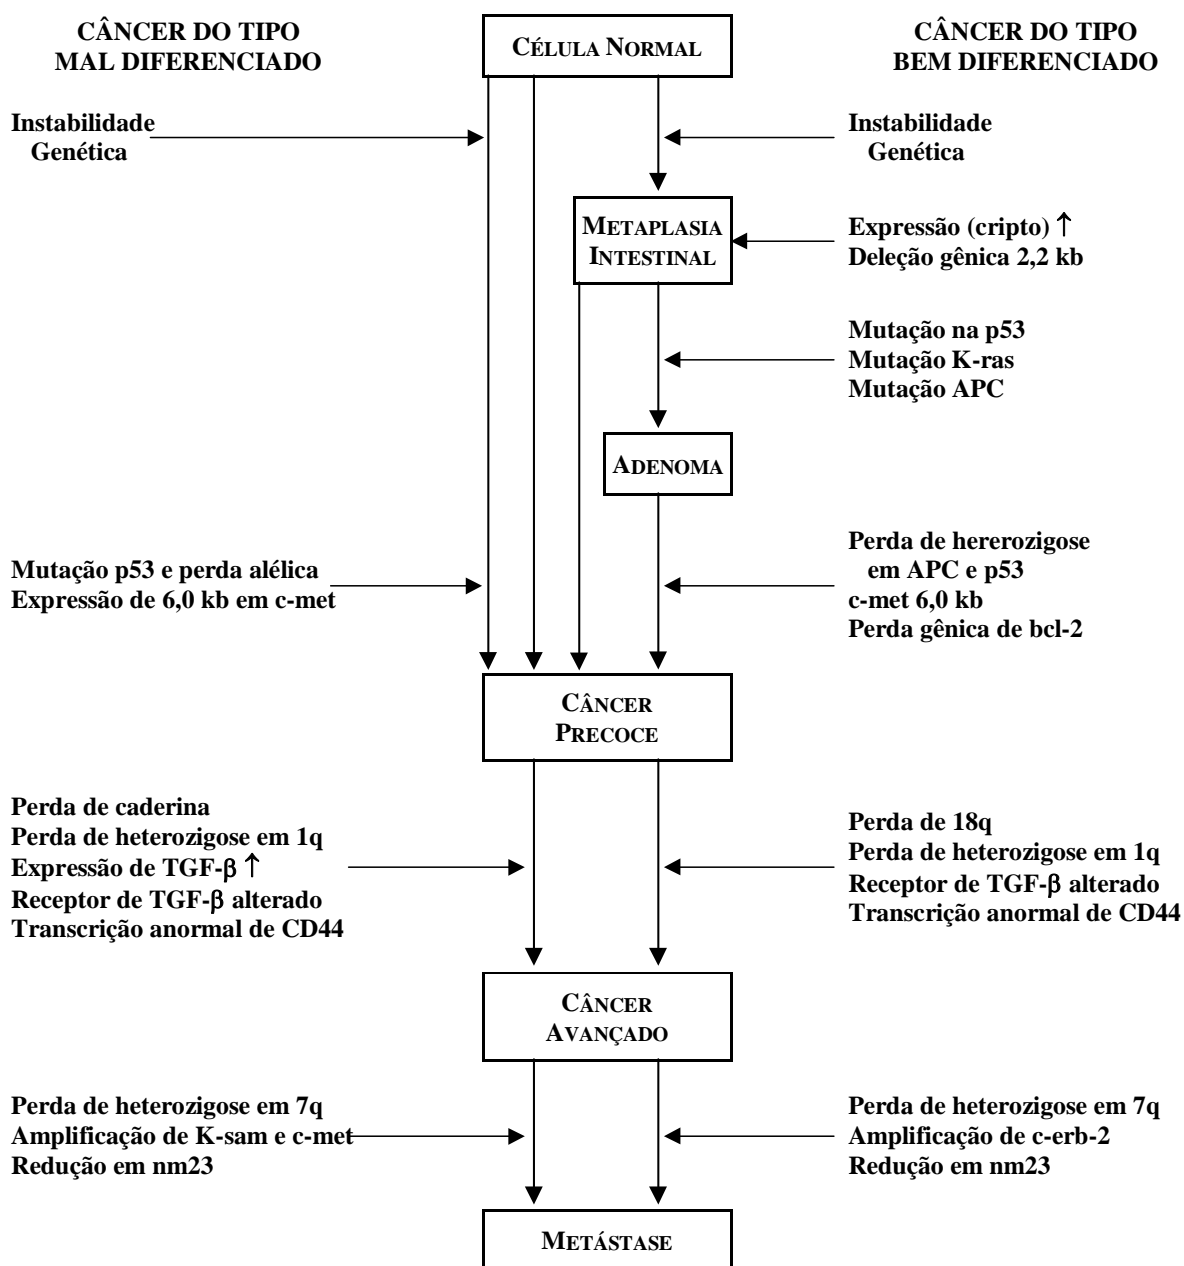 CÂNCER DO TIPO
MAL DIFERENCIADO
CÉLULA NORMAL
CÂNCER DO TIPO
BEM DIFERENCIADO
Instabilidade
Genética
Instabilidade
Genética
METAPLASIA
INTESTINAL
Expressão (cripto) ↑
Deleção gênica 2,2 kb
Mutação na p53
Mutação K-ras
Mutação APC
ADENOMA
Mutação p53 e perda alélica
Expressão de 6,0 kb em c-met
Perda de hererozigose
em APC e p53
c-met 6,0 kb
Perda gênica de bcl-2
CÂNCER
PRECOCE
Perda de caderina
Perda de heterozigose em 1q
Expressão de TGF-β ↑
Receptor de TGF-β alterado
Transcrição anormal de CD44
Perda de 18q
Perda de heterozigose em 1q
Receptor de TGF-β alterado
Transcrição anormal de CD44
CÂNCER
AVANÇADO
Perda de heterozigose em 7q
Amplificação de K-sam e c-met
Redução em nm23
Perda de heterozigose em 7q
Amplificação de c-erb-2
Redução em nm23
METÁSTASE